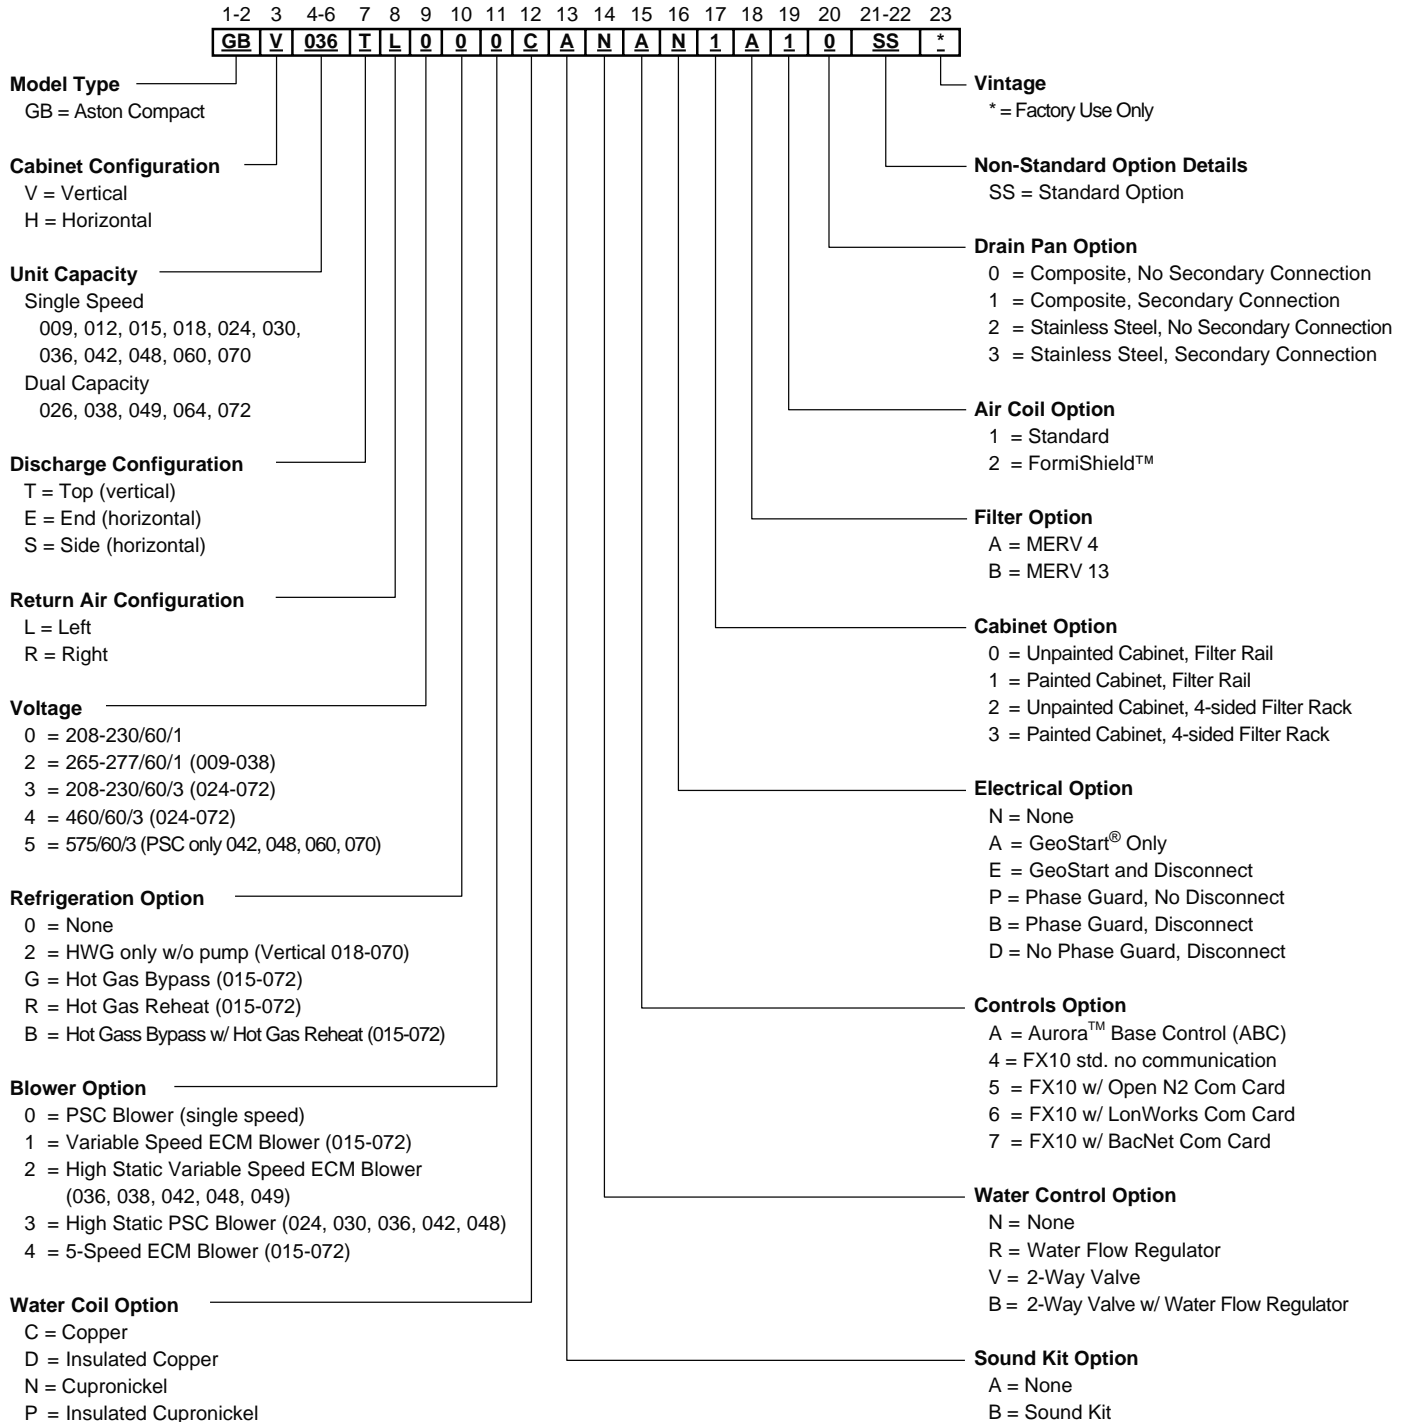 1-2 3 4-6 7 8 9 10 11 12 13 14 15 16 17 18 19 20 21-22 23
GB V 036 T L 0 0 0 C A N A N 1 A 1 0 SS *
Model Type
GB = Aston Compact
Cabinet Configuration
V = Vertical
H = Horizontal
Unit Capacity
Single Speed
009, 012, 015, 018, 024, 030,
036, 042, 048, 060, 070
Dual Capacity
026, 038, 049, 064, 072
Discharge Configuration
T = Top (vertical)
E = End (horizontal)
S = Side (horizontal)
Return Air Configuration
L = Left
R = Right
Voltage
0 = 208-230/60/1
2 = 265-277/60/1 (009-038)
3 = 208-230/60/3 (024-072)
4 = 460/60/3 (024-072)
5 = 575/60/3 (PSC only 042, 048, 060, 070)
Refrigeration Option
0 = None
2 = HWG only w/o pump (Vertical 018-070)
G = Hot Gas Bypass (015-072)
R = Hot Gas Reheat (015-072)
B = Hot Gass Bypass w/ Hot Gas Reheat (015-072)
Blower Option
0 = PSC Blower (single speed)
1 = Variable Speed ECM Blower (015-072)
2 = High Static Variable Speed ECM Blower
(036, 038, 042, 048, 049)
3 = High Static PSC Blower (024, 030, 036, 042, 048)
4 = 5-Speed ECM Blower (015-072)
Water Coil Option
C = Copper
D = Insulated Copper
N = Cupronickel
P = Insulated Cupronickel
Vintage
* = Factory Use Only
Non-Standard Option Details
SS = Standard Option
Drain Pan Option
0 = Composite, No Secondary Connection
1 = Composite, Secondary Connection
2 = Stainless Steel, No Secondary Connection
3 = Stainless Steel, Secondary Connection
Air Coil Option
1 = Standard
2 = FormiShield™
Filter Option
A = MERV 4
B = MERV 13
Cabinet Option
0 = Unpainted Cabinet, Filter Rail
1 = Painted Cabinet, Filter Rail
2 = Unpainted Cabinet, 4-sided Filter Rack
3 = Painted Cabinet, 4-sided Filter Rack
Electrical Option
N = None
A = GeoStart® Only
E = GeoStart and Disconnect
P = Phase Guard, No Disconnect
B = Phase Guard, Disconnect
D = No Phase Guard, Disconnect
Controls Option
A = Aurora™ Base Control (ABC)
4 = FX10 std. no communication
5 = FX10 w/ Open N2 Com Card
6 = FX10 w/ LonWorks Com Card
7 = FX10 w/ BacNet Com Card
Water Control Option
N = None
R = Water Flow Regulator
V = 2-Way Valve
B = 2-Way Valve w/ Water Flow Regulator
Sound Kit Option
A = None
B = Sound Kit